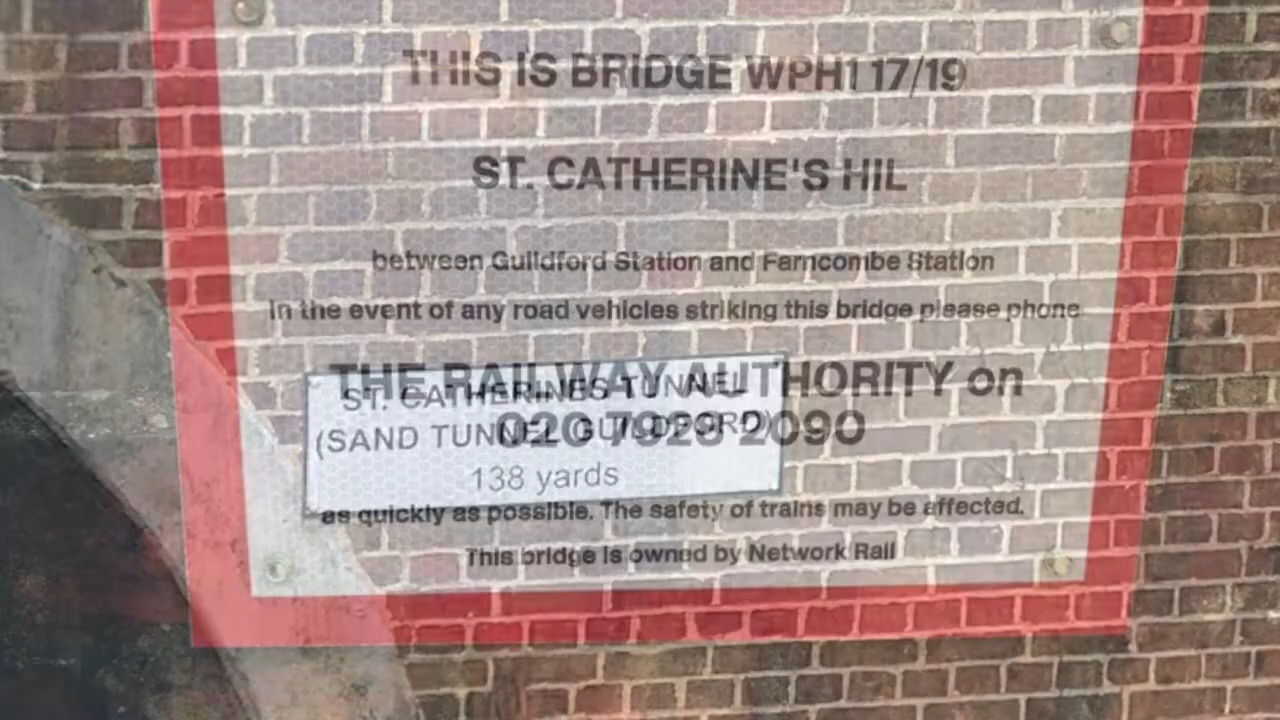 THIS IS BRIDGE WPH1 17/19
ST. CATHERINE'S HIL
between Guildford Station and Farncombe Station
In the event of any road vehicles striking this bridge please phone
THE RAILWAY AUTHORITY on
020 7928 2090
ST. CATHERINES TUNNEL
(SAND TUNNEL GUILDFORD)
138 yards
as quickly as possible. The safety of trains may be affected.
This bridge is owned by Network Rail